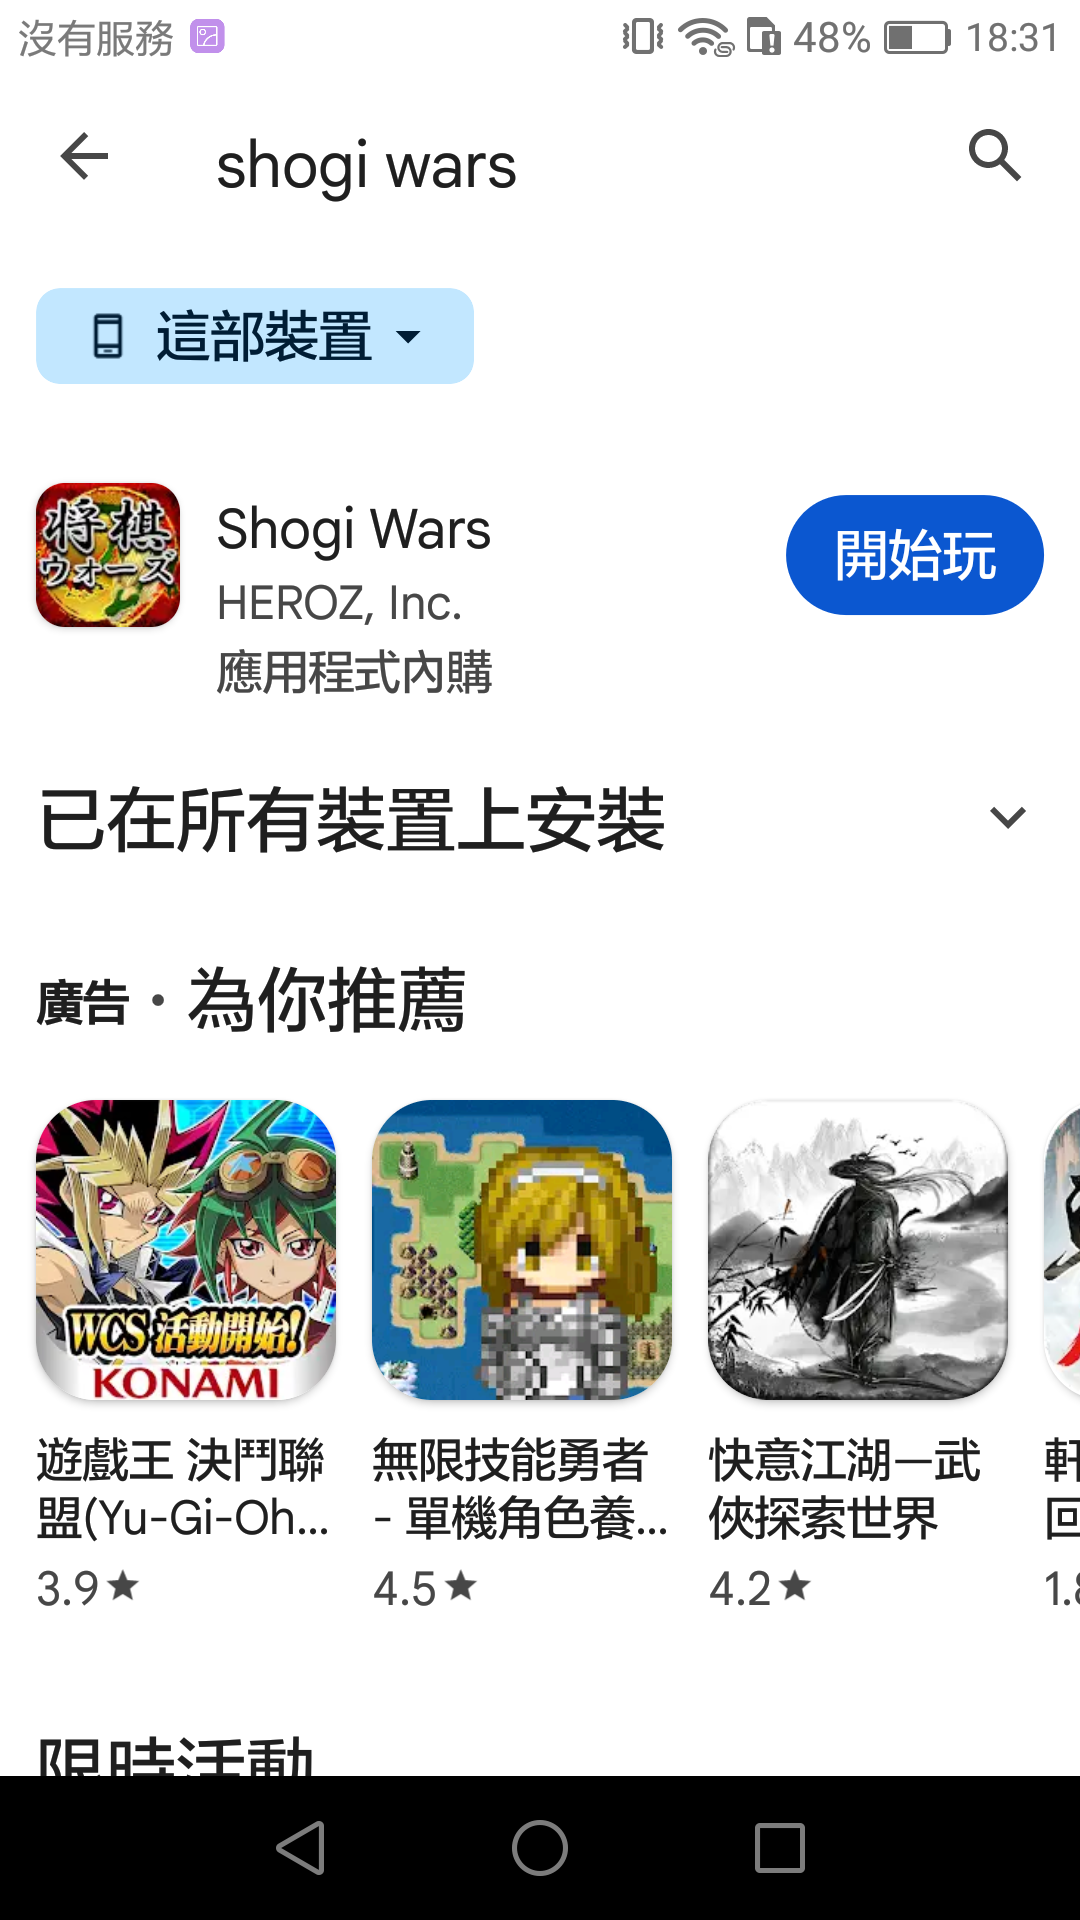 沒有服務 48% 18:31
shogi wars
這部裝置
将棋
ウォーズ
Shogi Wars
HEROZ, Inc.
應用程式內購
開始玩
已在所有裝置上安裝
廣告 · 為你推薦
WCS 活動開始!
KONAMI
遊戲王 決鬥聯
盟(Yu-Gi-Oh...
3.9★
無限技能勇者
- 單機角色養...
4.5★
快意江湖—武
俠探索世界
4.2★
軒
回
1.8
限時活動